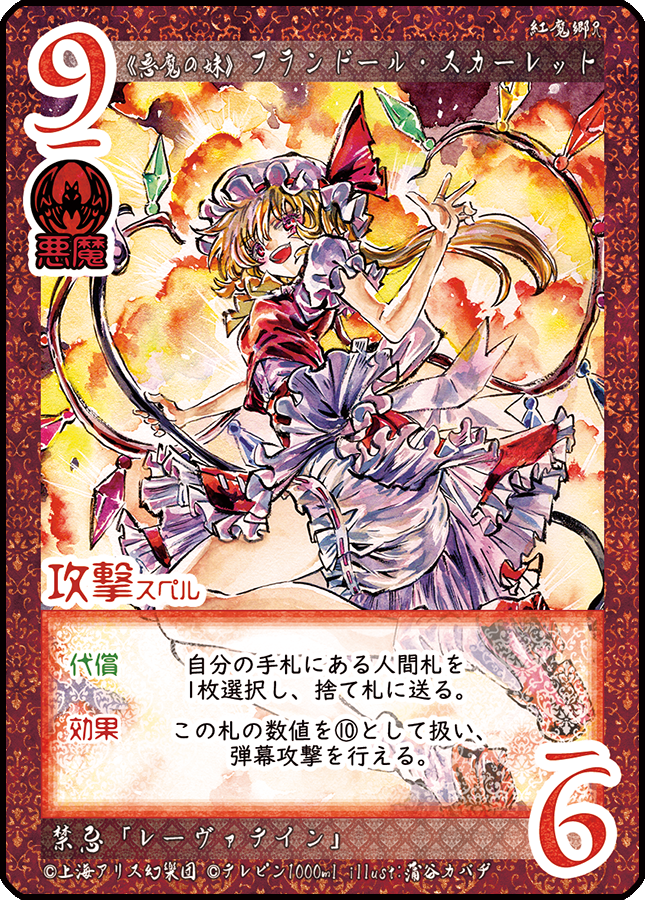 紅魔郷
9
《悪魔の妹》 フランドール・スカーレット
悪魔
攻撃スペル
代償 自分の手札にある人間札を
1枚選択し、捨て札に送る。
効果 この札の数値を⑩として扱い、
弾幕攻撃を行える。
9
禁忌「レーヴァテイン」
©上海アリス幻樂団 ©テレピン1000ml illust:蒲谷カバヂ